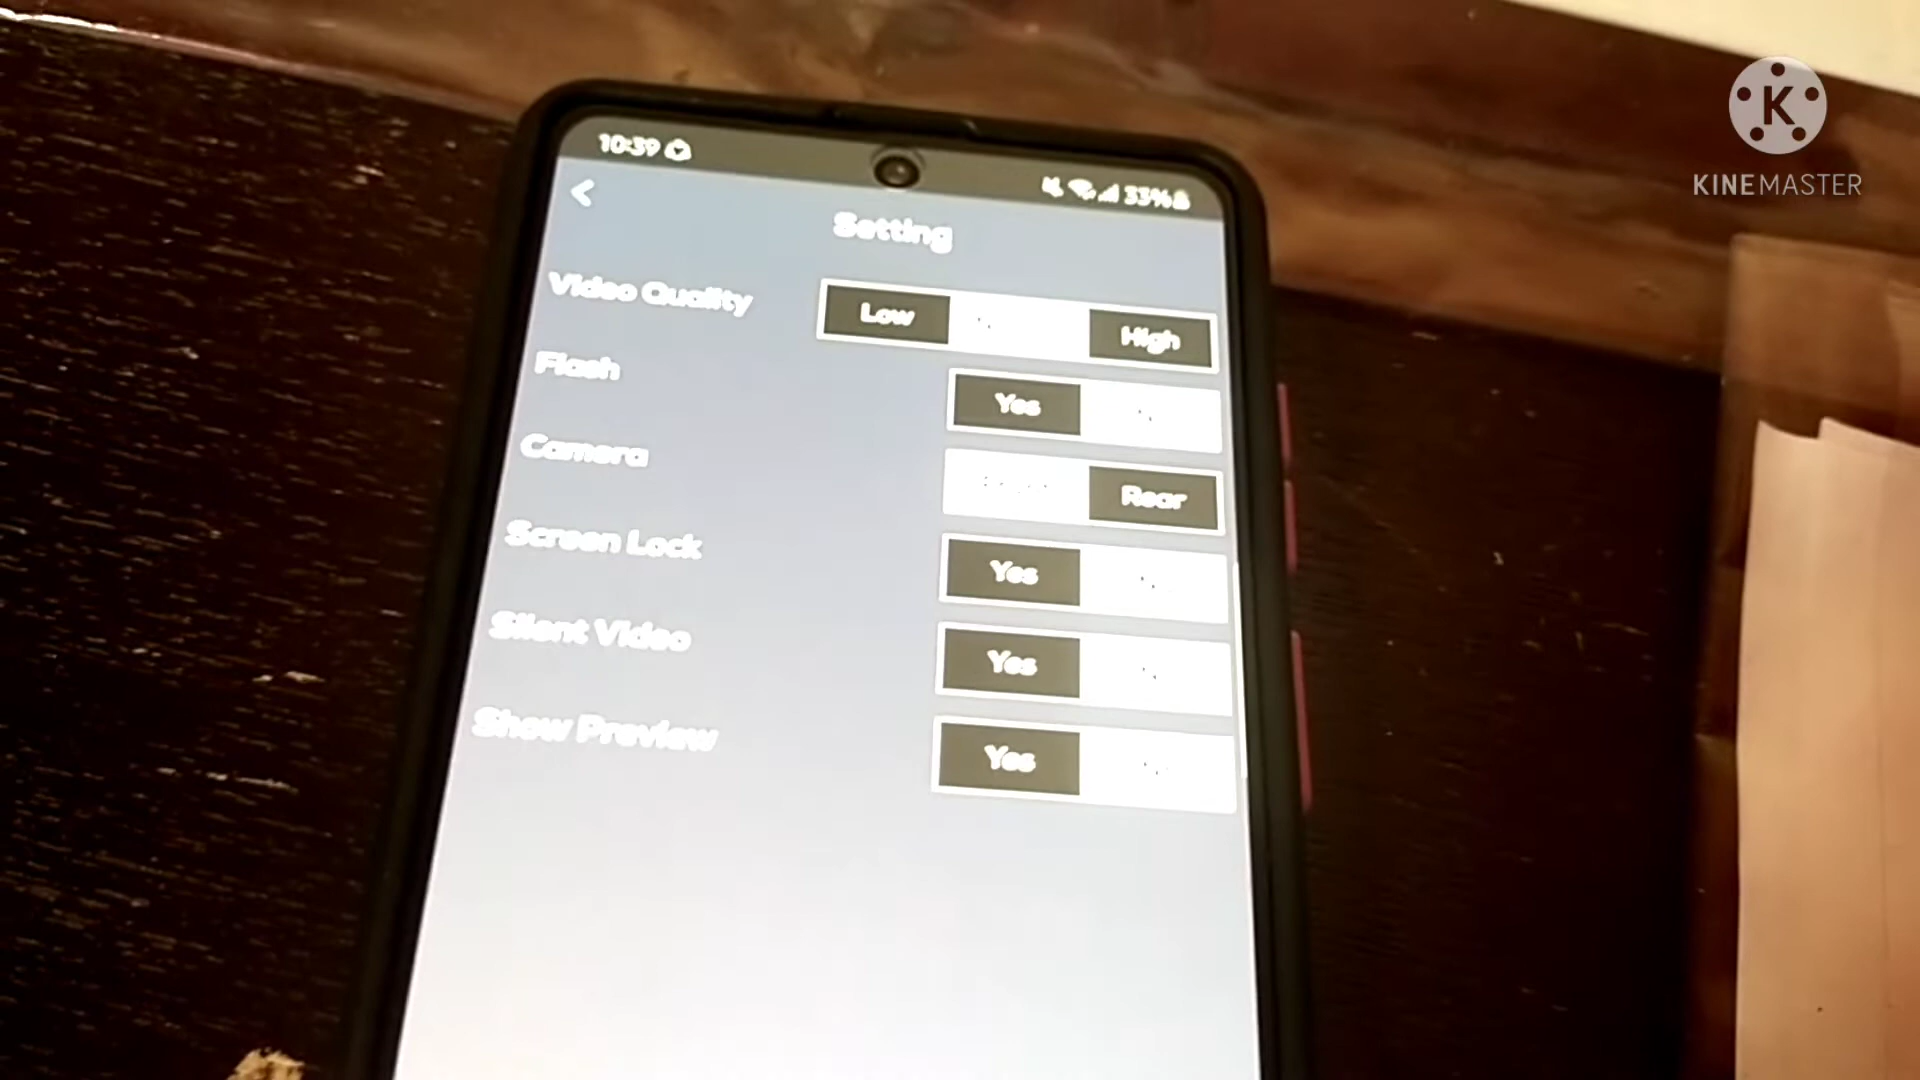 10:39
33%
Setting
Video Quality Low High
Flash Yes
Camera Rear
Screen Lock Yes
Silent Video Yes
Show Preview Yes
K
KINEMASTER